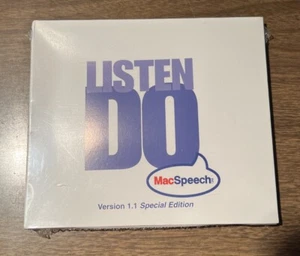 LISTEN
DO
MacSpeech
Version 1.1 Special Edition